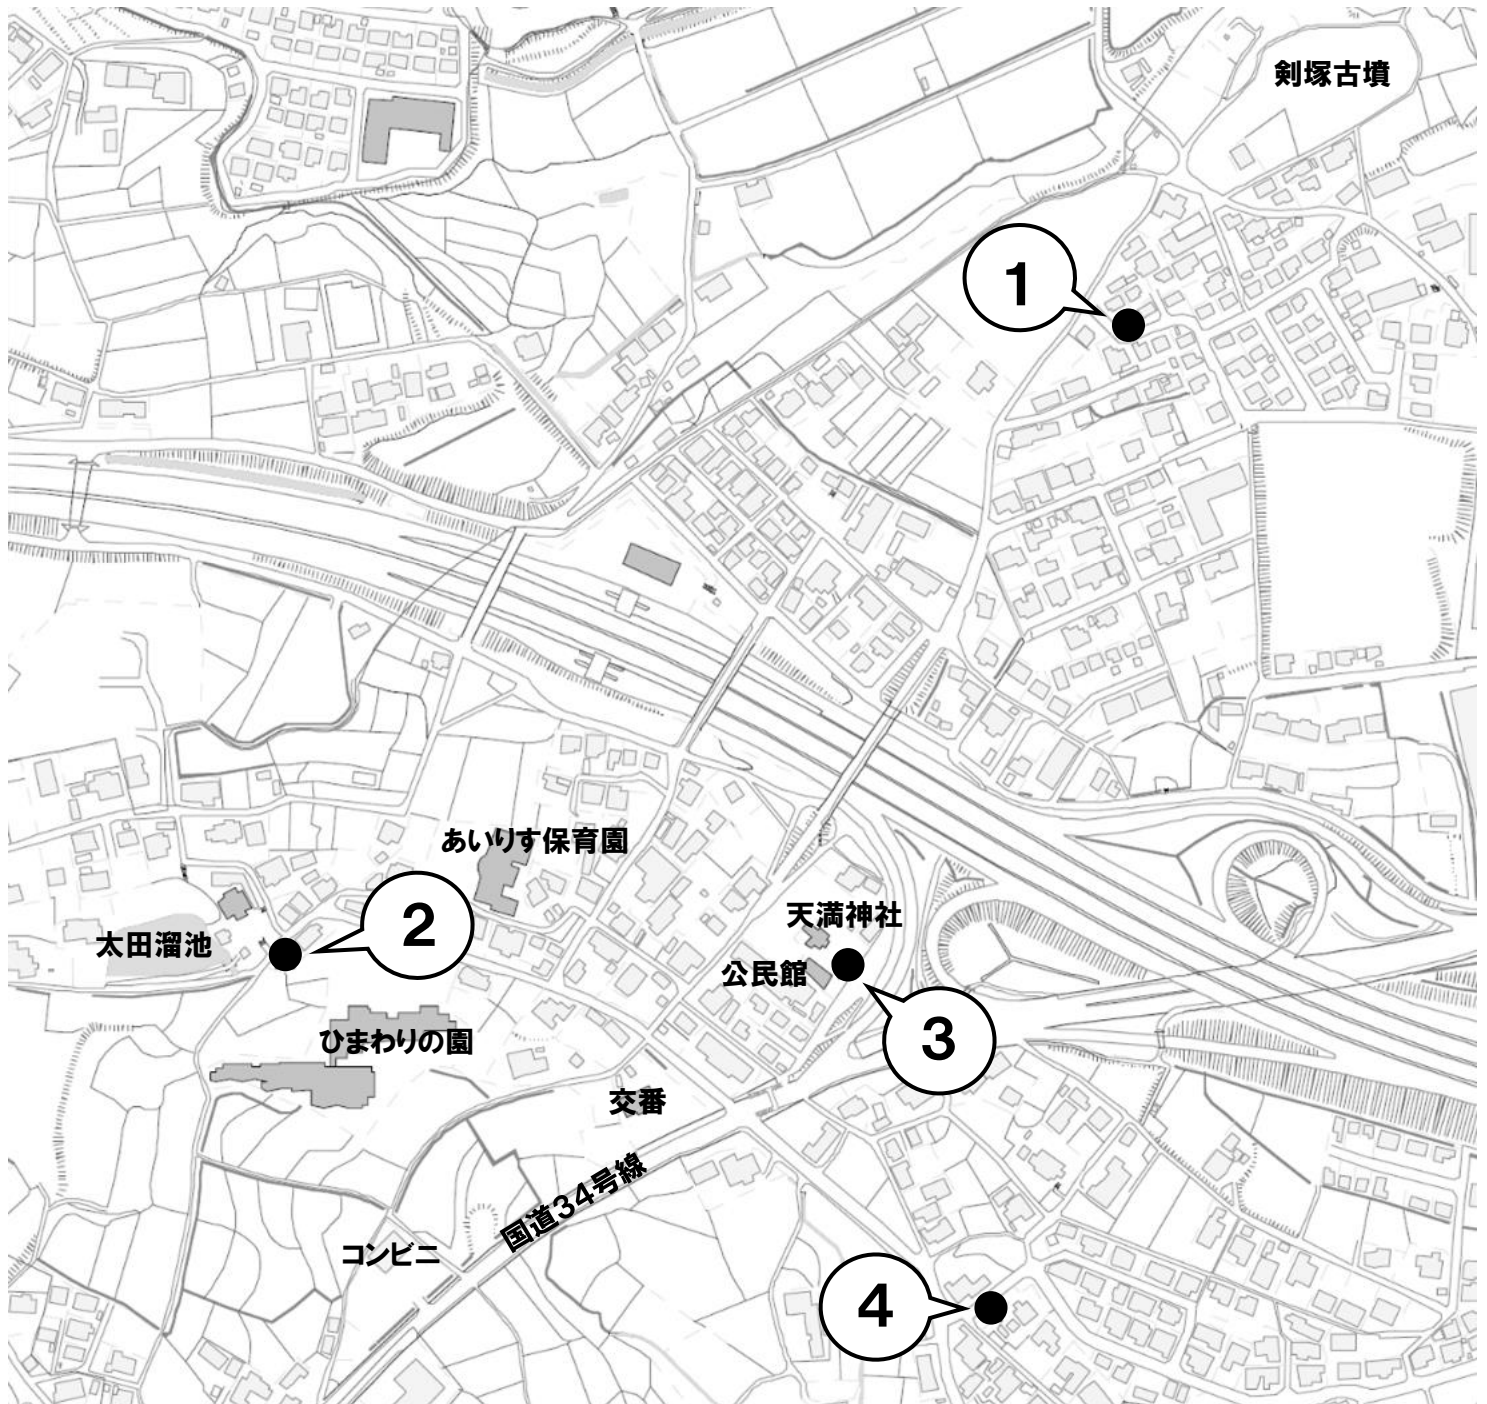 剣塚古墳
1
あいりす保育園
2
天満神社
太田溜池
公民館
3
ひまわりの園
交番
国道34号線
コンビニ
4